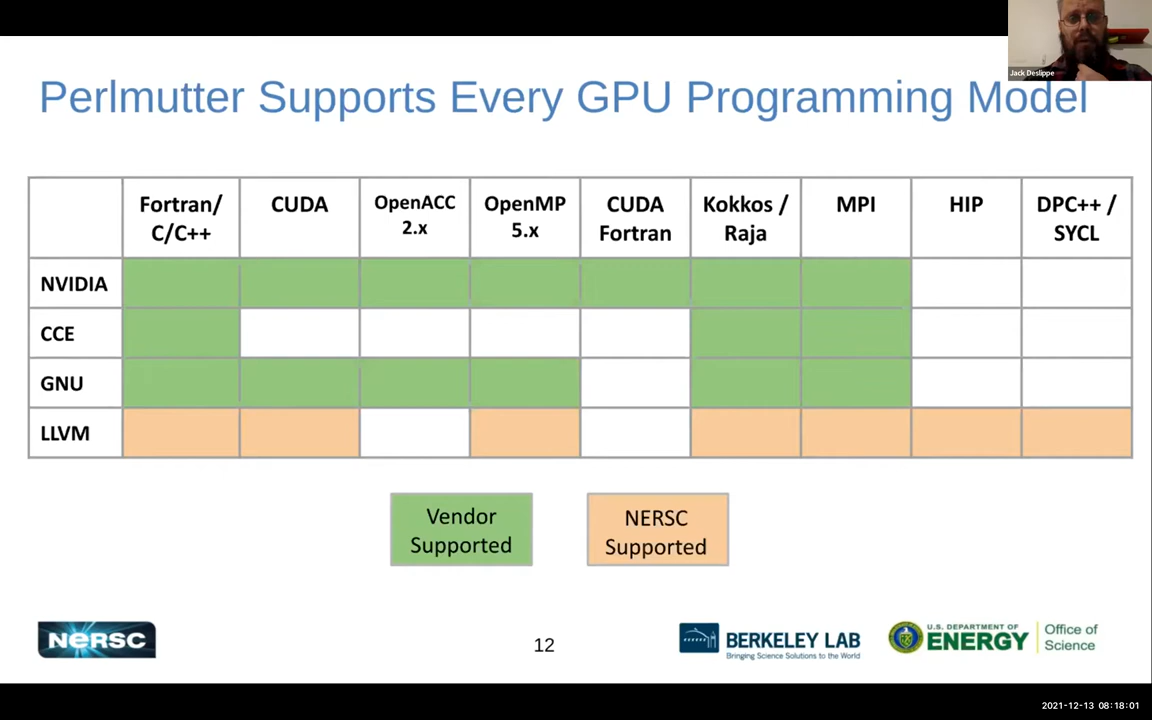 Jack Deslippe
Perlmutter Supports Every GPU Programming Model
Fortran/
C/C++
CUDA
OpenACC
2.x
OpenMP
5.x
CUDA
Fortran
Kokkos /
Raja
MPI
HIP
DPC++ /
SYCL
NVIDIA
CCE
GNU
LLVM
Vendor
Supported
NERSC
Supported
NERSC
12
BERKELEY LAB
Bringing Science Solutions to the World
U.S. DEPARTMENT OF
ENERGY
Office of
Science
2021-12-13 08:18:01